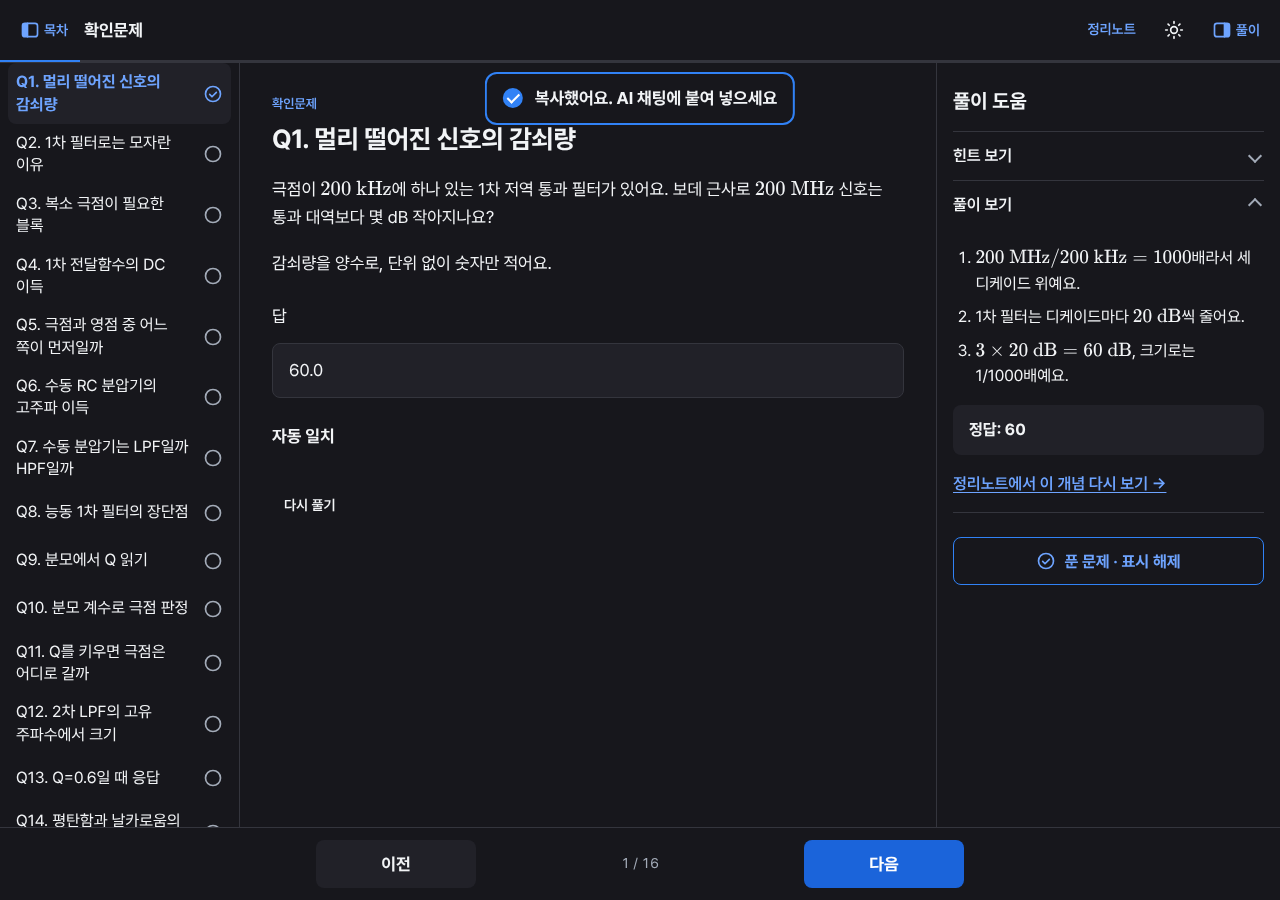 목차
확인문제
정리노트
풀이
Q1. 멀리 떨어진 신호의
감쇠량
Q2. 1차 필터로는 모자란
이유
Q3. 복소 극점이 필요한
블록
Q4. 1차 전달함수의 DC
이득
Q5. 극점과 영점 중 어느
쪽이 먼저일까
Q6. 수동 RC 분압기의
고주파 이득
Q7. 수동 분압기는 LPF일까
HPF일까
Q8. 능동 1차 필터의 장단점
Q9. 분모에서 Q 읽기
Q10. 분모 계수로 극점 판정
Q11. Q를 키우면 극점은
어디로 갈까
Q12. 2차 LPF의 고유
주파수에서 크기
Q13. Q=0.6일 때 응답
Q14. 평탄함과 날카로움의
복사했어요. AI 채팅에 붙여 넣으세요
확인문제
Q1. 멀리 떨어진 신호의 감쇠량
극점이 200 kHz에 하나 있는 1차 저역 통과 필터가 있어요. 보데 근사로 200 MHz 신호는
통과 대역보다 몇 dB 작아지나요?
감쇠량을 양수로, 단위 없이 숫자만 적어요.
답
60.0
자동 일치
다시 풀기
풀이 도움
힌트 보기
풀이 보기
1. 200 MHz/200 kHz = 1000배라서 세
디케이드 위예요.
2. 1차 필터는 디케이드마다 20 dB씩 줄어요.
3. 3 × 20 dB = 60 dB, 크기로는
1/1000배예요.
정답: 60
정리노트에서 이 개념 다시 보기 →
푼 문제 · 표시 해제
이전
1 / 16
다음